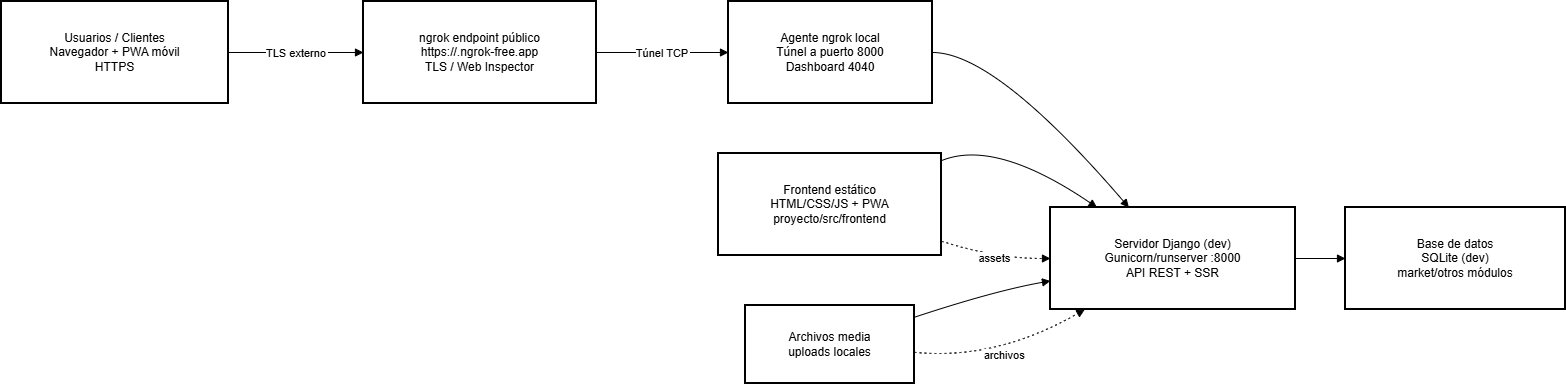 Usuarios / Clientes
Navegador + PWA móvil
HTTPS
TLS externo
ngrok endpoint público
https://.ngrok-free.app
TLS / Web Inspector
Túnel TCP
Agente ngrok local
Túnel a puerto 8000
Dashboard 4040
Frontend estático
HTML/CSS/JS + PWA
proyecto/src/frontend
assets
Archivos media
uploads locales
archivos
Servidor Django (dev)
Gunicorn/runserver :8000
API REST + SSR
Base de datos
SQLite (dev)
market/otros módulos